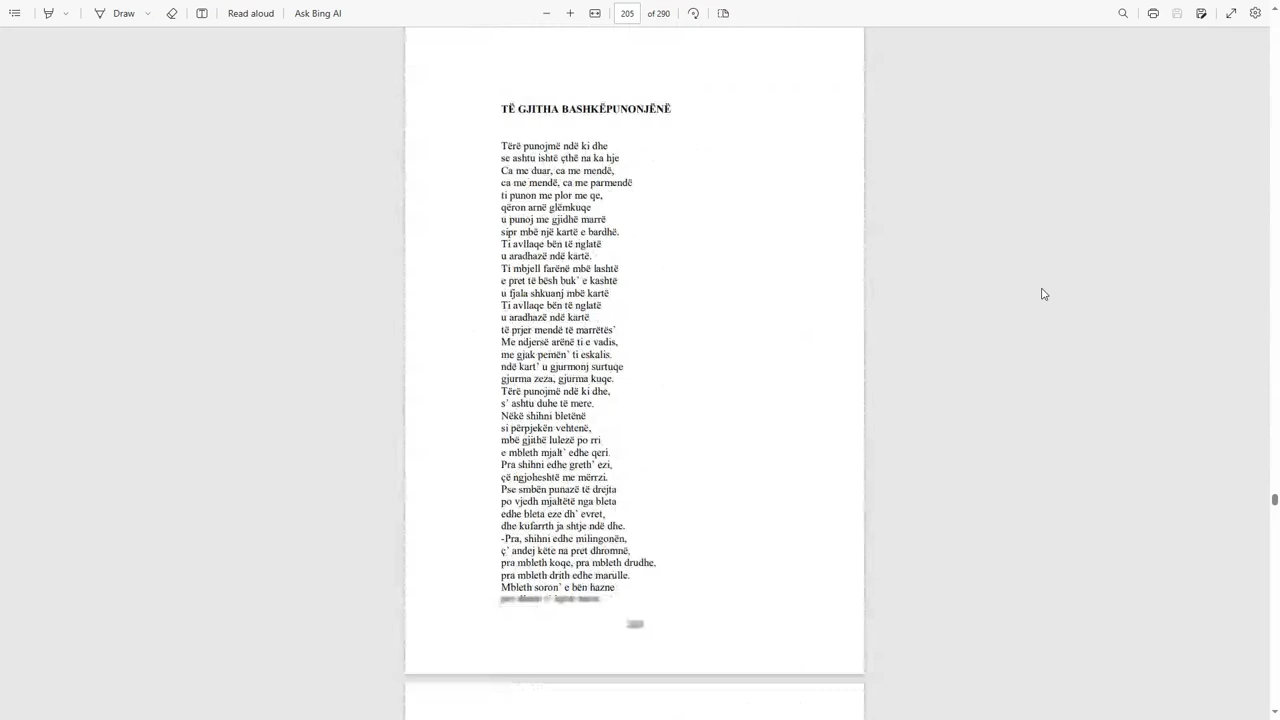 Draw
Read aloud
Ask Bing AI
205 of 290
TË GJITHA BASHKËPUNONJËNË
Tërë punojmë ndë ki dhe
se ashtu ishtë çthë na ka hje
Ca me duar, ca me mendë,
ca me mendë, ca me parmendë
ti punon me plor me qe,
qëron arnë glëmkuqe
u punoj me gjidhë marrë
sipr mbë një kartë e bardhë.
Ti avllaqe bën të nglatë
u aradhazë ndë kartë.
Ti mbjell farënë mbë lashtë
e pret të bësh buk' e kashtë
u fjala shkuanj mbë kartë
Ti avllaqe bën të nglatë
u aradhazë ndë kartë
të prjer mendë të marrëtës'
Me ndjersë arënë ti e vadis,
me gjak pemën' ti eskalis.
ndë kart' u gjurmonj surtuqe
gjurma zeza, gjurma kuqe.
Tërë punojmë ndë ki dhe,
s' ashtu duhe të mere.
Nëkë shihni bletënë
si përpjekën vehtenë,
mbë gjithë lulezë po rri
e mbleth mjalt' edhe qeri.
Pra shihni edhe greth' ezi,
çë ngjoheshtë me mërrzi.
Pse smbën punazë të drejta
po vjedh mjaltëtë nga bleta
edhe bleta eze dh' evret,
dhe kufarrth ja shtje ndë dhe.
-Pra, shihni edhe milingonën,
ç' andej këte na pret dhromnë,
pra mbleth koqe, pra mbleth drudhe,
pra mbleth drith edhe marulle.
Mbleth soron' e bën hazne